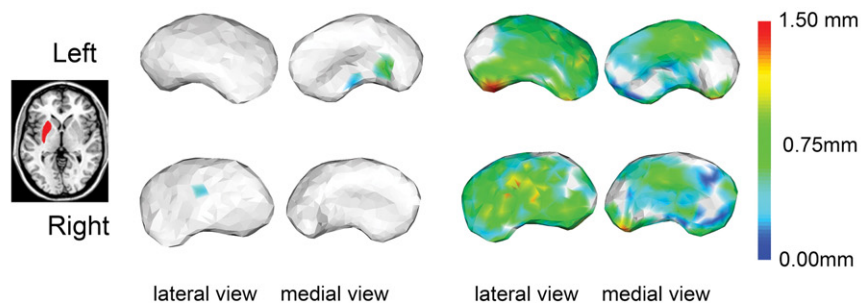 Left
Right
lateral view
medial view
lateral view
medial view
1.50 mm
0.75mm
0.00mm